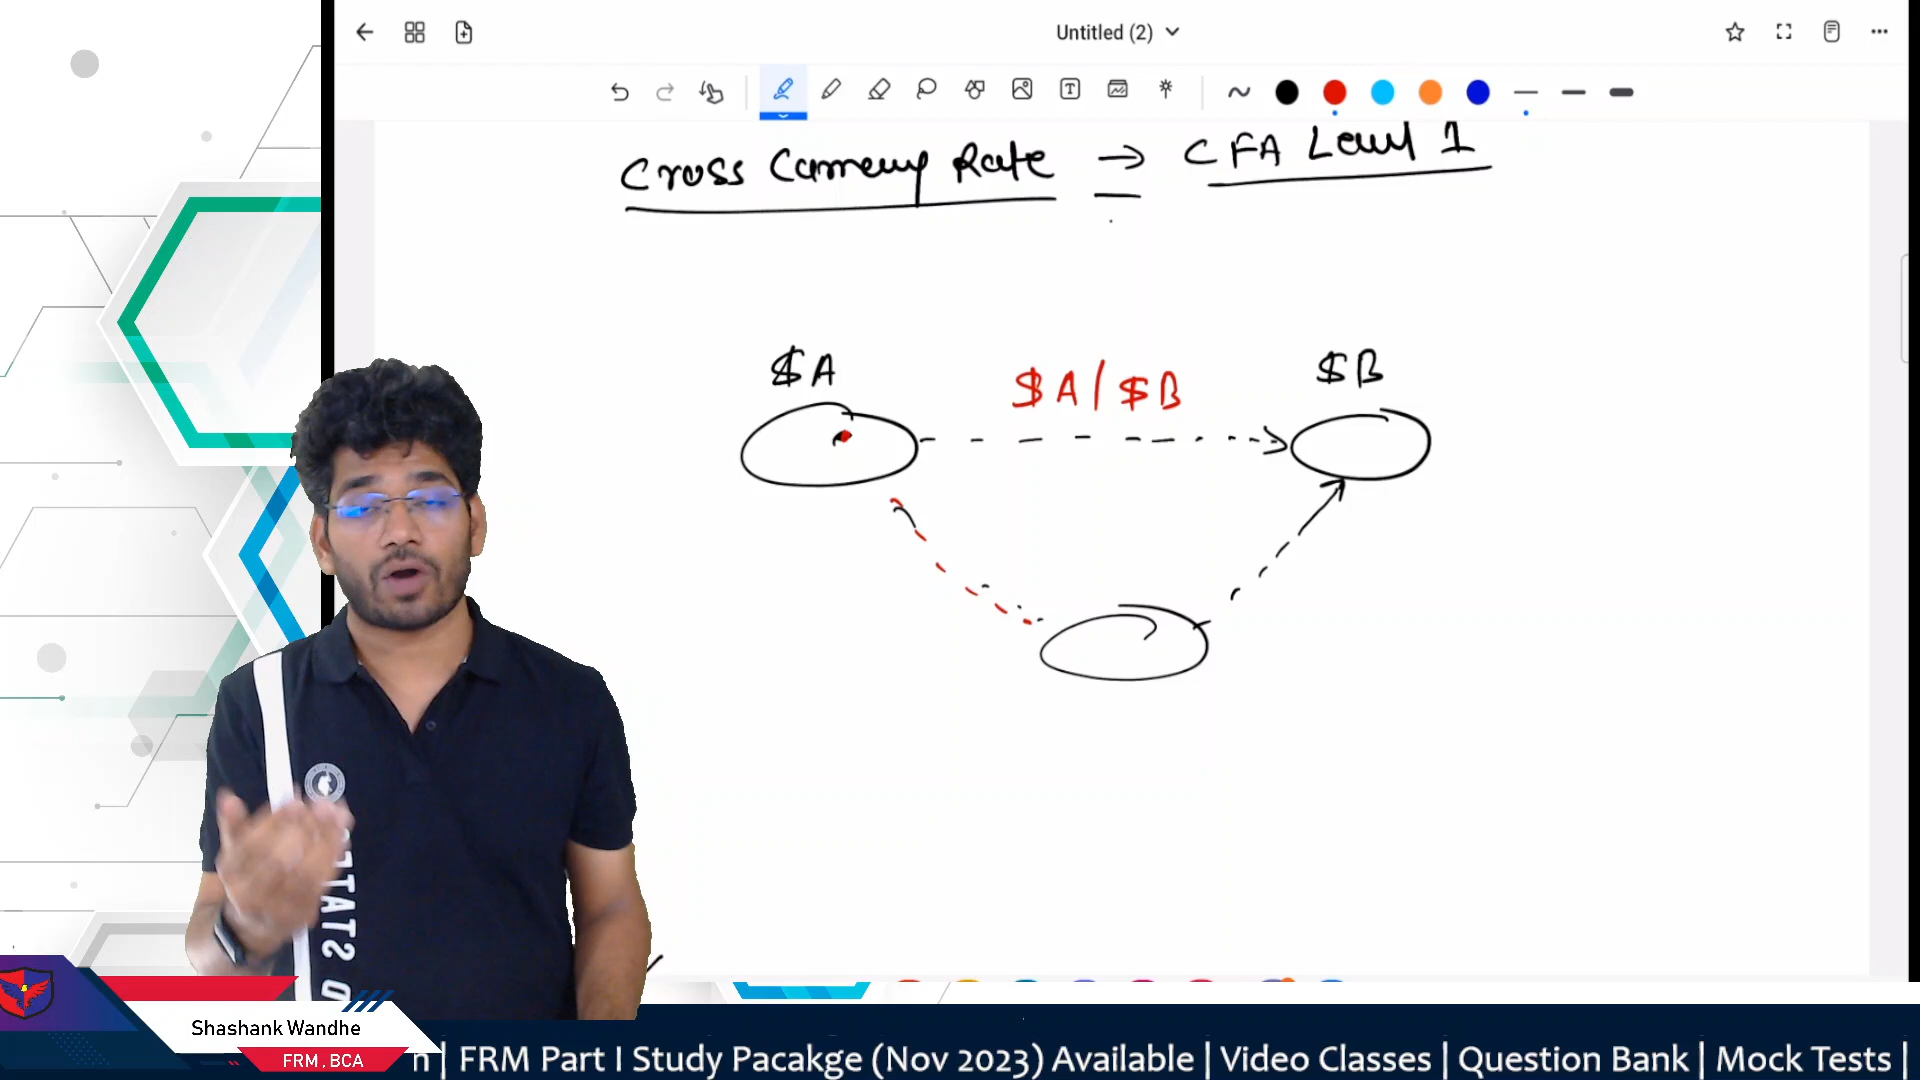 Untitled (2)
Cross Currency Rate → CFA Level 1
$A
$A/$B
$B
STATS
Shashank Wandhe
FRM, BCA
n | FRM Part I Study Pacakge (Nov 2023) Available | Video Classes | Question Bank | Mock Tests |